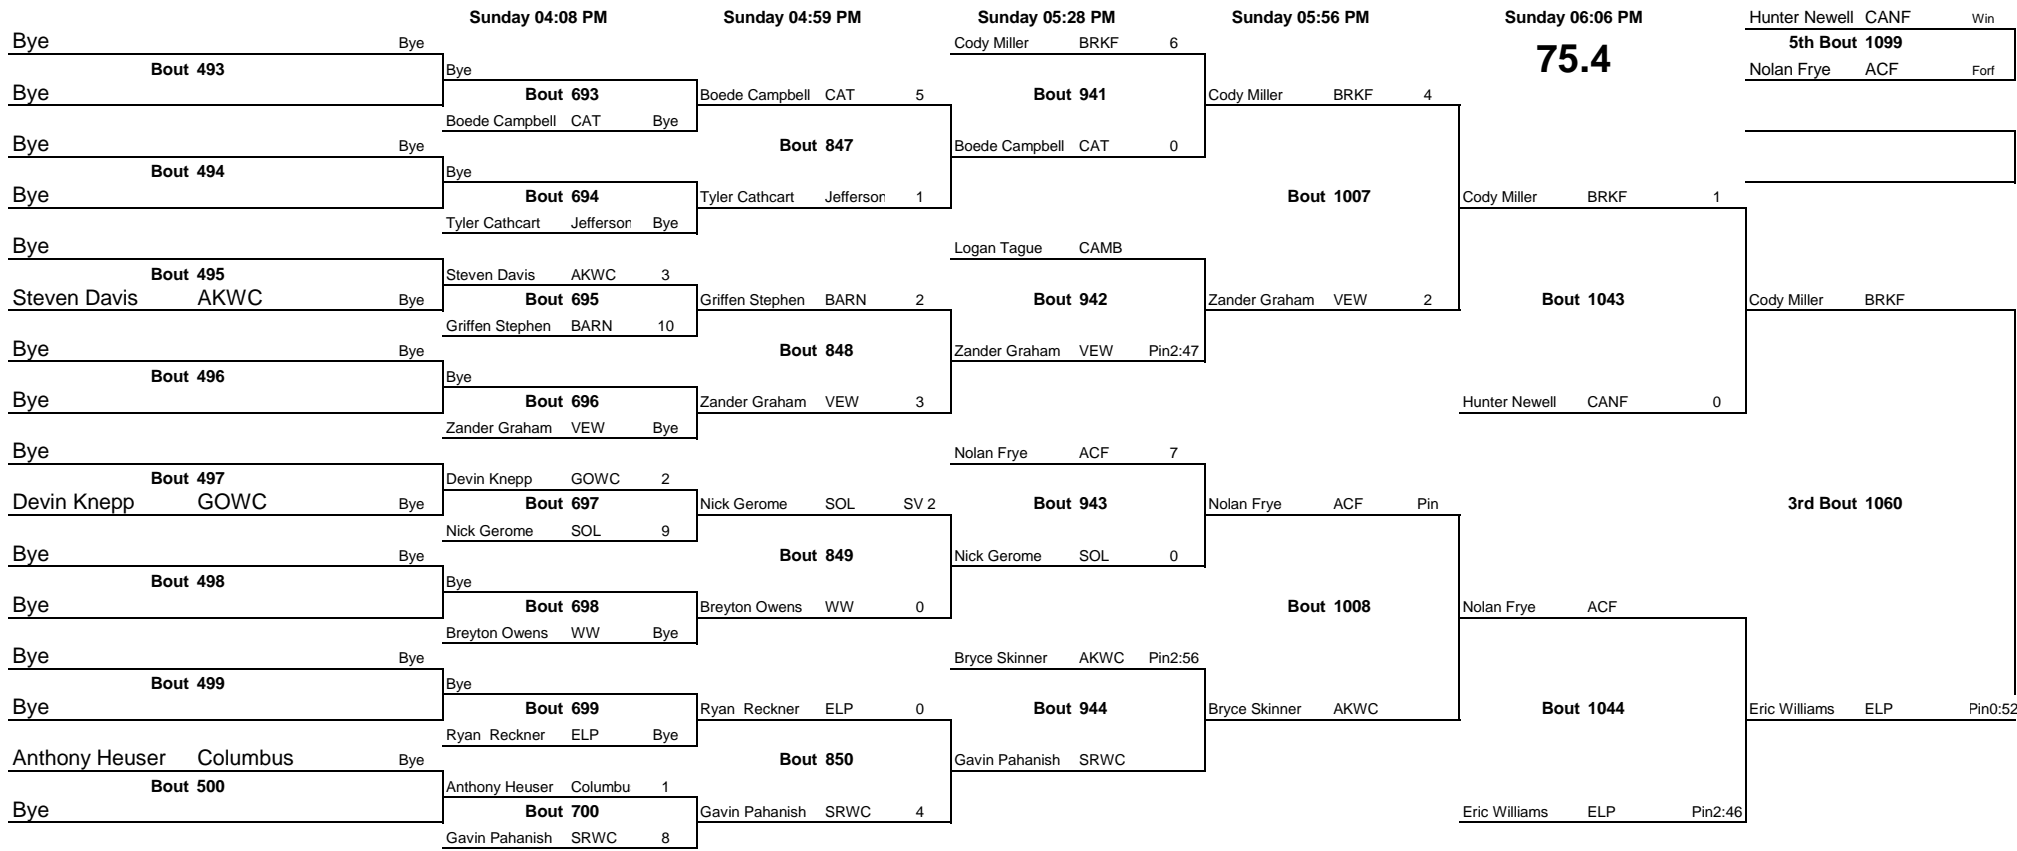 Sunday 04:08 PM Sunday 04:59 PM Sunday 05:28 PM Sunday 05:56 PM Sunday 06:06 PM Hunter Newell CANF Win
Bye Bye Cody Miller BRKF 6 75.4 5th Bout 1099
Bout 493 Bye Nolan Frye ACF Forf
Bye Bout 693 Boede Campbell CAT 5 Bout 941 Cody Miller BRKF 4
Boede Campbell CAT Bye
Bye Bye Bout 847 Boede Campbell CAT 0
Bout 494 Bye
Bye Bout 694 Tyler Cathcart Jefferson 1 Bout 1007 Cody Miller BRKF 1
Tyler Cathcart Jefferson Bye
Bye Logan Tague CAMB
Bout 495 Steven Davis AKWC 3
Steven Davis AKWC Bye Bout 695 Griffen Stephen BARN 2 Bout 942 Zander Graham VEW 2 Bout 1043 Cody Miller BRKF
Griffen Stephen BARN 10
Bye Bye Bout 848 Zander Graham VEW Pin2:47
Bout 496 Bye
Bye Bout 696 Zander Graham VEW 3 Hunter Newell CANF 0
Zander Graham VEW Bye
Bye Nolan Frye ACF 7
Bout 497 Devin Knepp GOWC 2
Devin Knepp GOWC Bye Bout 697 Nick Gerome SOL SV 2 Bout 943 Nolan Frye ACF Pin 3rd Bout 1060
Nick Gerome SOL 9
Bye Bye Bout 849 Nick Gerome SOL 0
Bout 498 Bye
Bye Bout 698 Breyton Owens WW 0 Bout 1008 Nolan Frye ACF
Breyton Owens WW Bye
Bye Bye Bryce Skinner AKWC Pin2:56
Bout 499 Bye
Bye Bout 699 Ryan Reckner ELP 0 Bout 944 Bryce Skinner AKWC Bout 1044 Eric Williams ELP Pin0:52
Ryan Reckner ELP Bye
Anthony Heuser Columbus Bye Bout 850 Gavin Pahanish SRWC
Bout 500 Anthony Heuser Columbu 1
Bye Bout 700 Gavin Pahanish SRWC 4 Eric Williams ELP Pin2:46
Gavin Pahanish SRWC 8